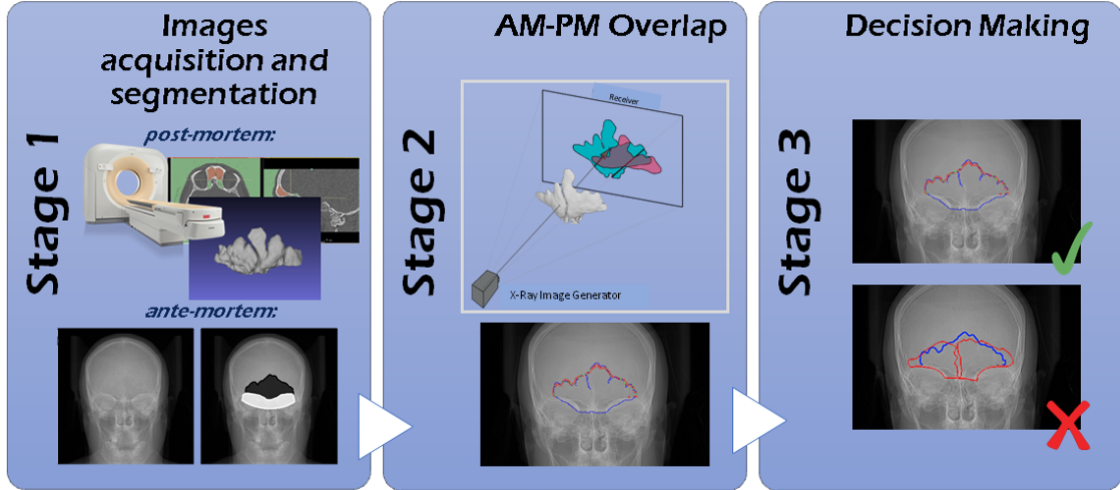 Stage 1
Images
acquisition and
segmentation
post-mortem:
ante-mortem:
Stage 2
AM-PM Overlap
Receiver
X-Ray Image Generator
Stage 3
Decision Making